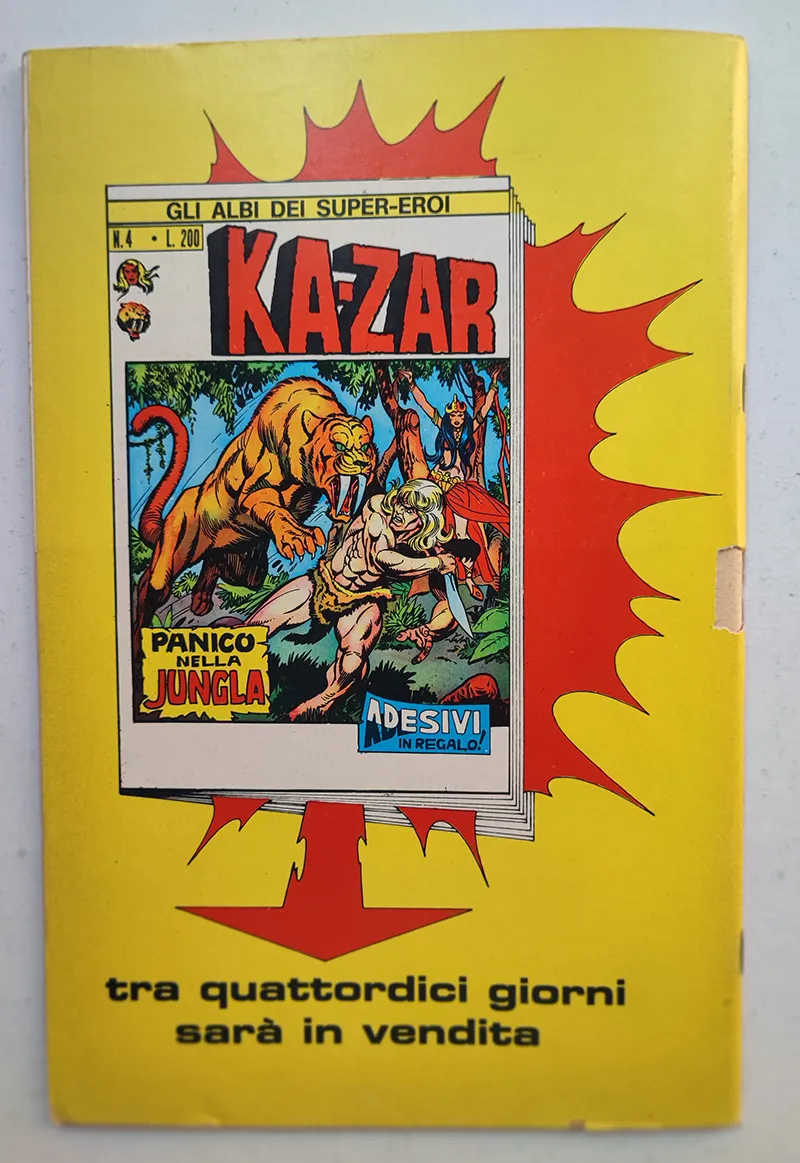 GLI ALBI DEI SUPER-EROI
N. 4 • L. 200
KA-ZAR
PANICO
NELLA
JUNGLA
ADESIVI
IN REGALO!
tra quattordici giorni
sarà in vendita